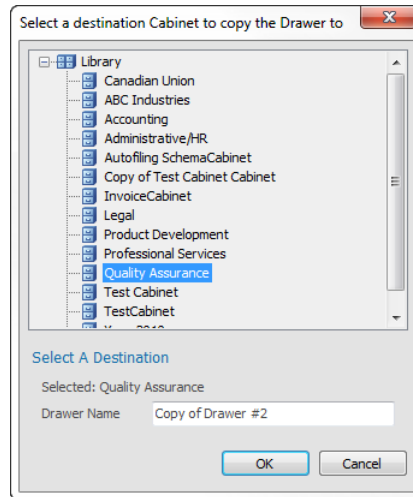 Select a destination Cabinet to copy the Drawer to
Library
Canadian Union
ABC Industries
Accounting
Administrative/HR
Autofiling SchemaCabinet
Copy of Test Cabinet Cabinet
InvoiceCabinet
Legal
Product Development
Professional Services
Quality Assurance
Test Cabinet
TestCabinet
Select A Destination
Selected: Quality Assurance
Drawer Name Copy of Drawer #2
OK Cancel